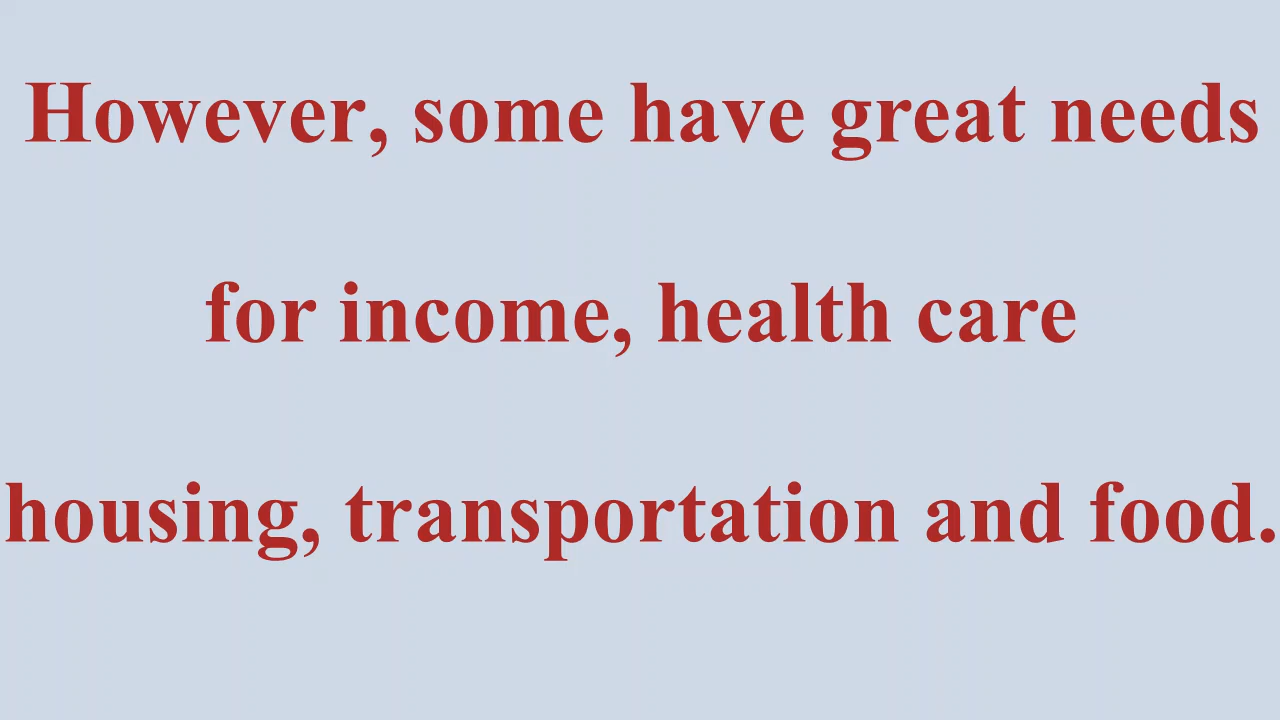 However, some have great needs
for income, health care
housing, transportation and food.